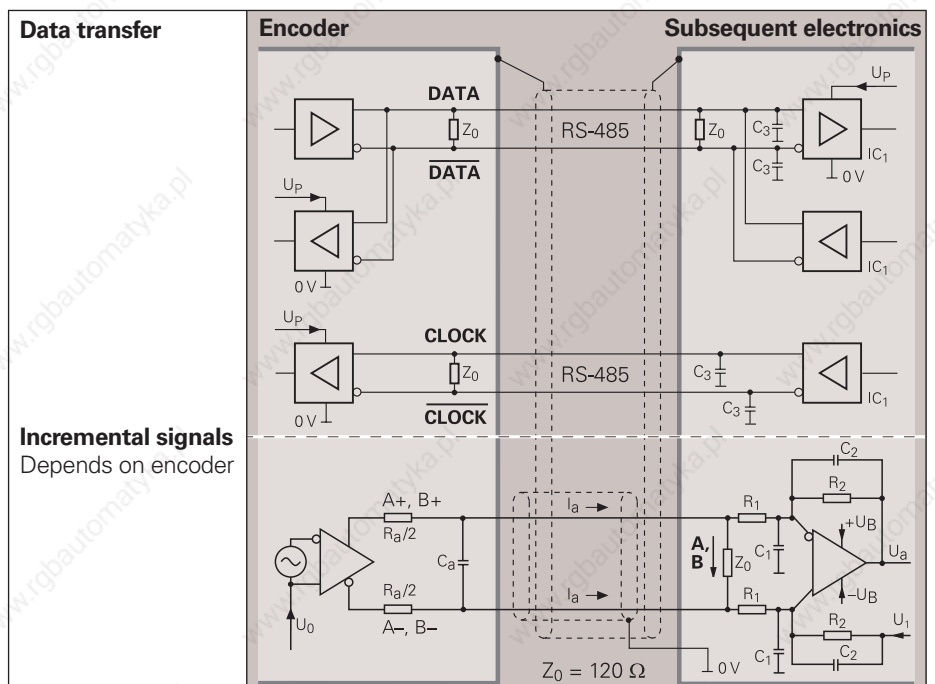 Data transfer
Encoder
Subsequent electronics
DATA
Z0
RS-485
Z0
C3
UP
DATA
C3
IC1
0 V
UP
0 V
IC1
UP
CLOCK
Z0
RS-485
C3
CLOCK
C3
IC1
0 V
Incremental signals
Depends on encoder
A+, B+
Ra/2
Ia
Ca
R1
C2
R2
A, B
Z0
C1
+UB
Ua
Ra/2
A–, B–
Ia
R1
–UB
U0
C1
R2
U1
C2
Z0 = 120 Ω
0 V
www.rgbautomatyka.pl